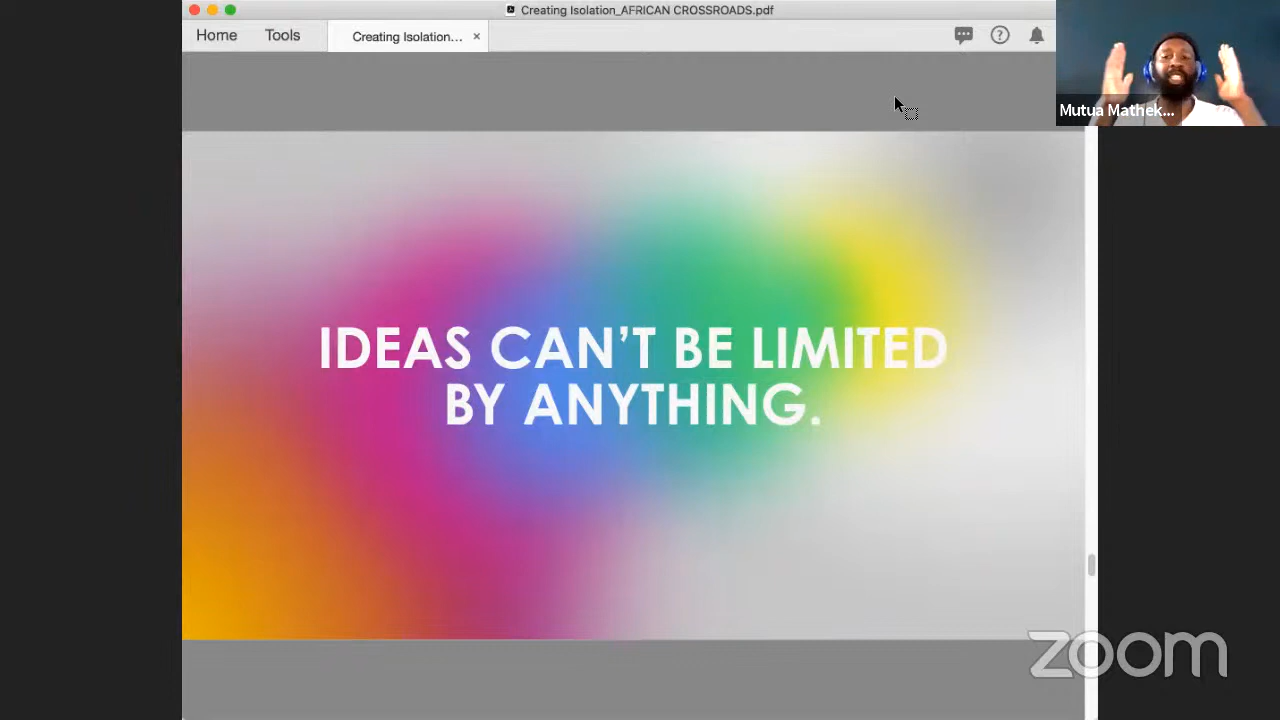 Creating Isolation_AFRICAN CROSSROADS.pdf
Home
Tools
Creating Isolation...
Mutua Mathek...
IDEAS CAN'T BE LIMITED
BY ANYTHING.
zoom